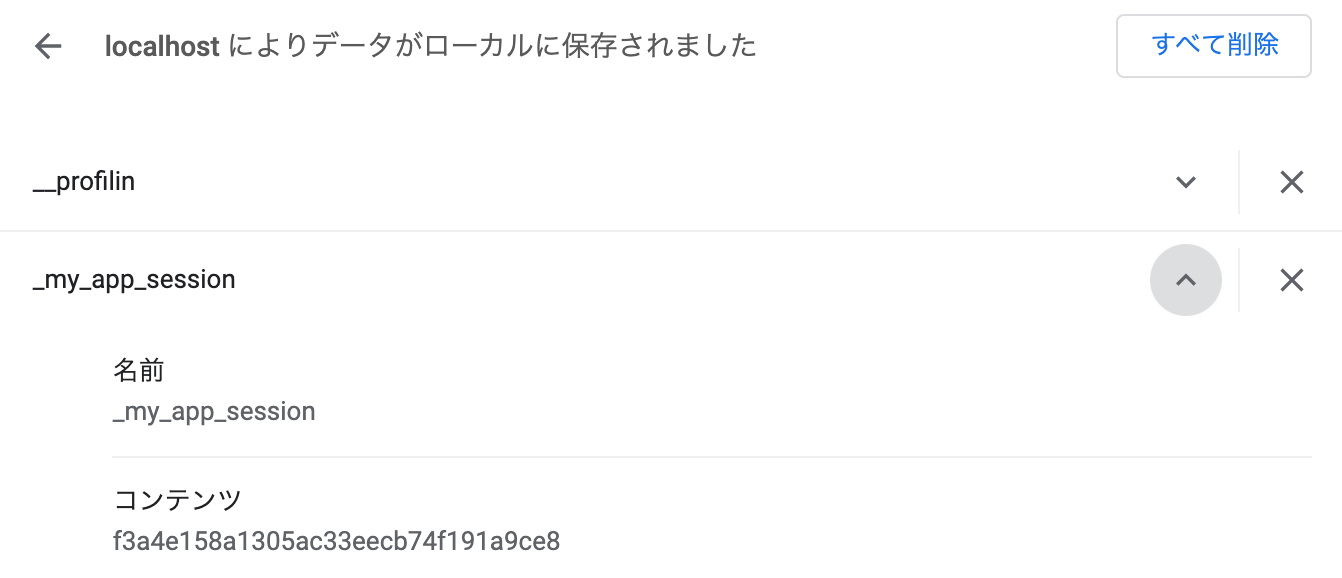 localhost によりデータがローカルに保存されました
すべて削除
__profilin
_my_app_session
名前
_my_app_session
コンテンツ
f3a4e158a1305ac33eecb74f191a9ce8